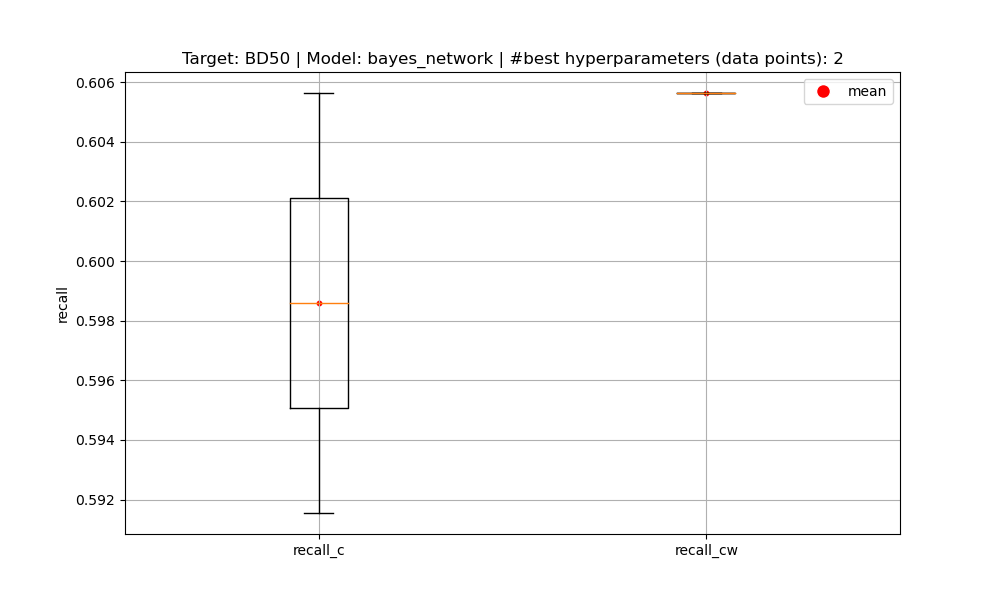 Target: BD50 | Model: bayes_network | #best hyperparameters (data points): 2
mean
0.606
0.604
0.602
0.600
0.598
0.596
0.594
0.592
recall
recall_c
recall_cw